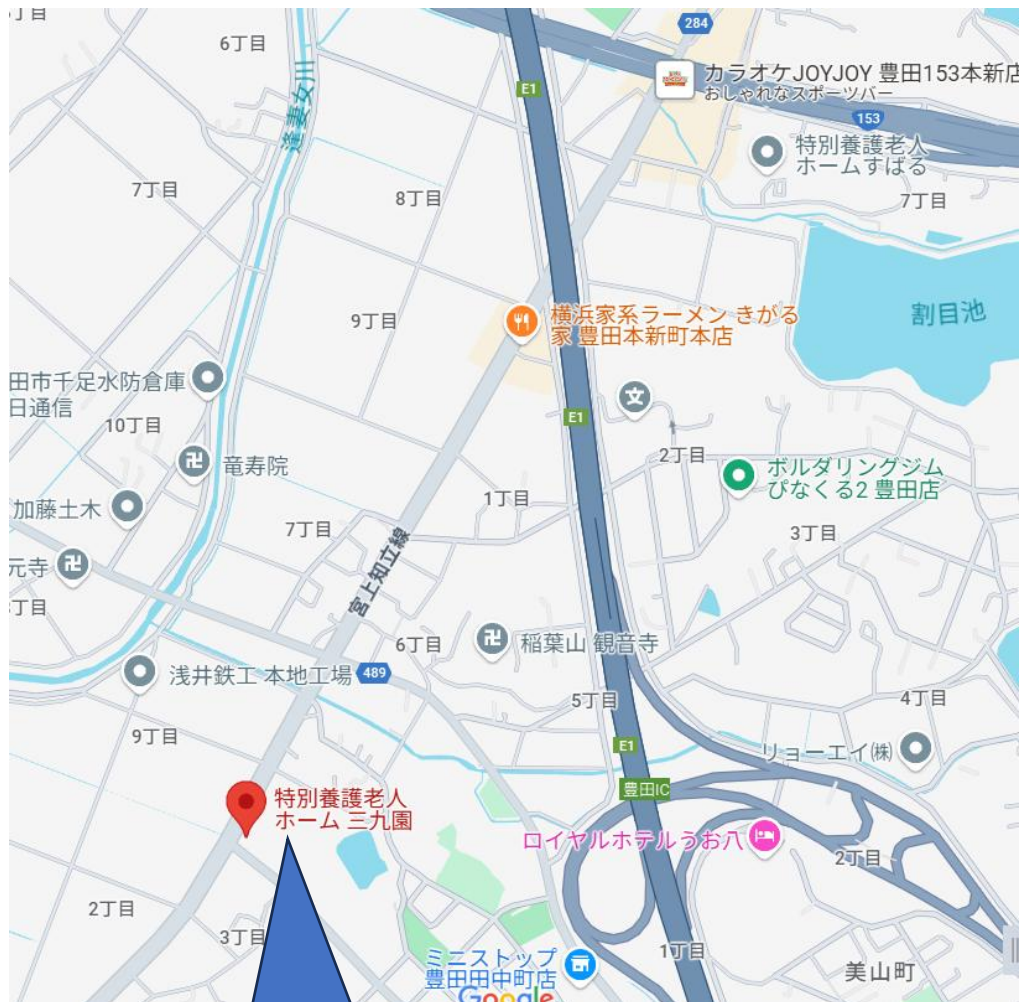 丁目
6丁目
284
カラオケJOYJOY 豊田153本新店
おしゃれなスポーツバー
逢妻女川
E1
153
特別養護老人
ホームすばる
7丁目
8丁目
7丁目
9丁目
横浜家系ラーメン きがる
家 豊田本新町本店
割目池
田市千足水防倉庫
日通信
10丁目
E1
竜寿院
2丁目
ボルダリングジム
ぴなくる2 豊田店
加藤土木
1丁目
7丁目
3丁目
宮上知立線
元寺
丁目
6丁目
稲葉山 観音寺
浅井鉄工 本地工場
489
5丁目
4丁目
9丁目
E1
リョーエイ㈱
豊田IC
特別養護老人
ホーム 三九園
ロイヤルホテルうお八
2丁目
2丁目
3丁目
ミニストップ
豊田田中町店
1丁目
美山町
Google